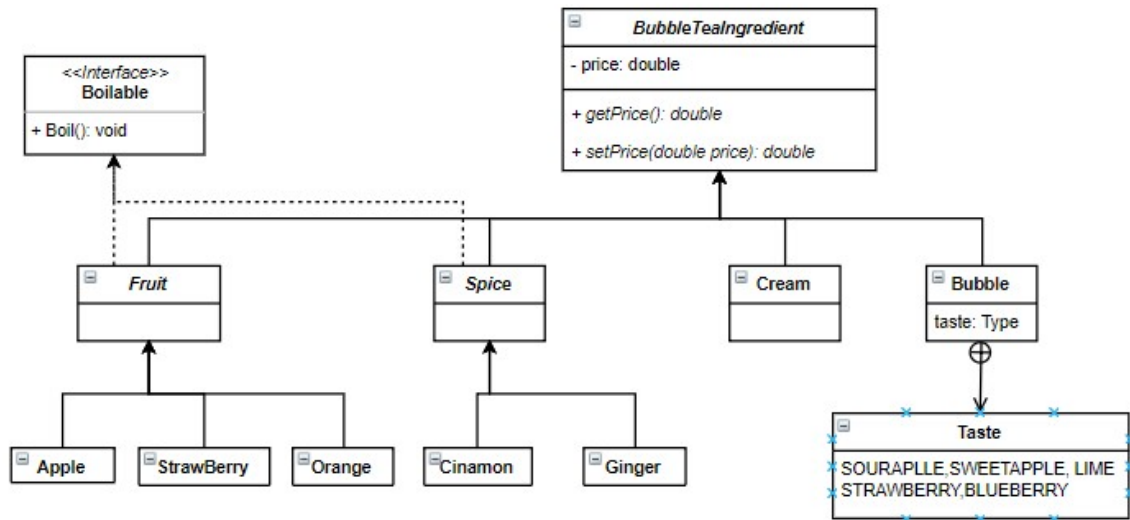 BubbleTeaIngredient
- price: double
+ getPrice(): double
+ setPrice(double price): double
<<Interface>>
Boilable
+ Boil(): void
Fruit
Spice
Cream
Bubble
taste: Type
Apple
StrawBerry
Orange
Cinamon
Ginger
Taste
SOURAPLLE,SWEETAPPLE, LIME
STRAWBERRY,BLUEBERRY